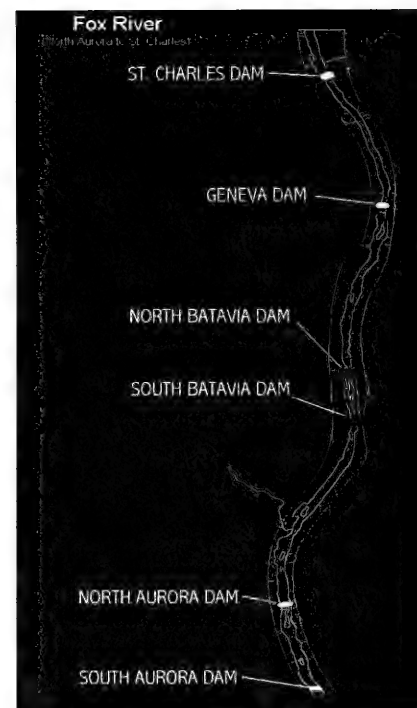 Fox River
North Aurora to St. Charles
ST. CHARLES DAM
GENEVA DAM
NORTH BATAVIA DAM
SOUTH BATAVIA DAM
NORTH AURORA DAM
SOUTH AURORA DAM